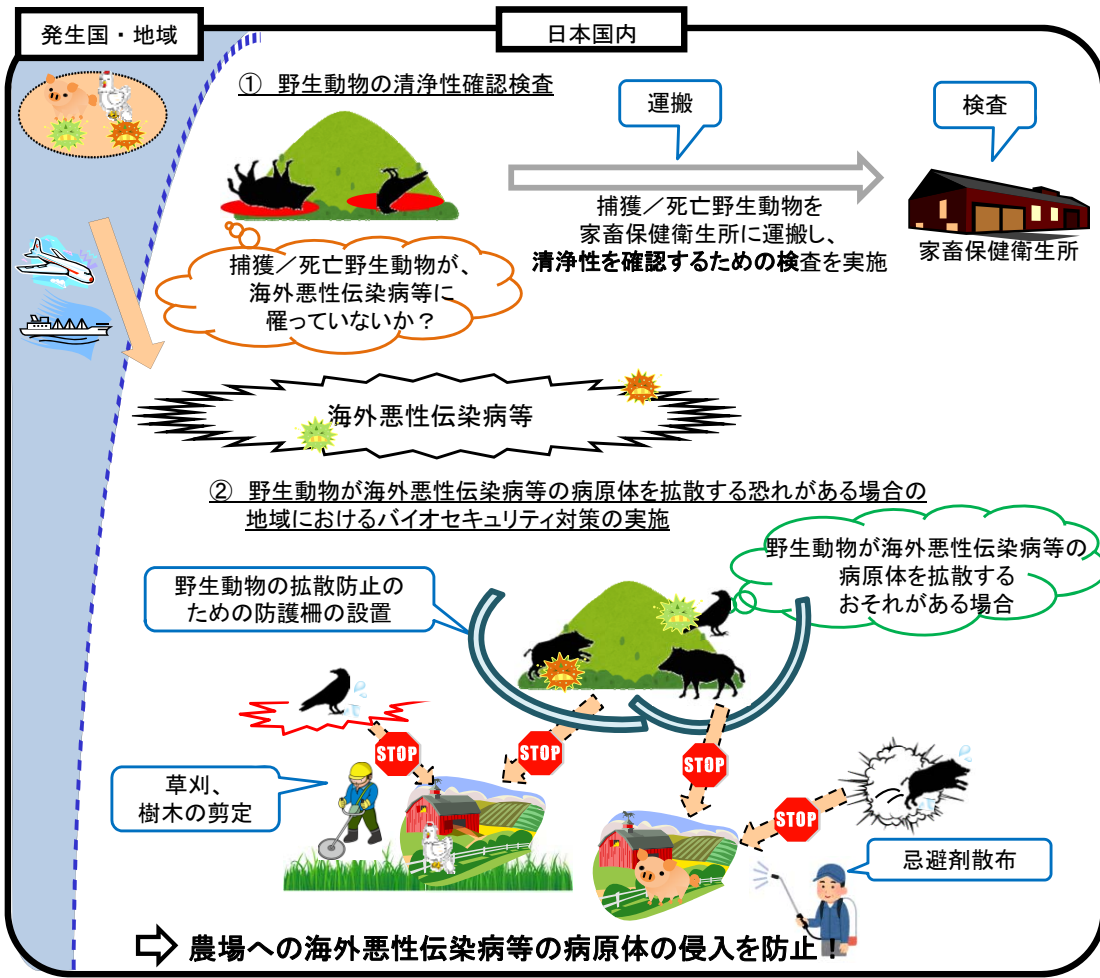 発生国・地域
日本国内
① 野生動物の清浄性確認検査
運搬
検査
捕獲／死亡野生動物を
家畜保健衛生所に運搬し、
清浄性を確認するための検査を実施
家畜保健衛生所
捕獲／死亡野生動物が、
海外悪性伝染病等に
罹っていないか？
海外悪性伝染病等
② 野生動物が海外悪性伝染病等の病原体を拡散する恐れがある場合の
地域におけるバイオセキュリティ対策の実施
野生動物が海外悪性伝染病等の
病原体を拡散する
おそれがある場合
野生動物の拡散防止の
ための防護柵の設置
STOP
STOP
STOP
STOP
草刈、
樹木の剪定
忌避剤散布
⇨ 農場への海外悪性伝染病等の病原体の侵入を防止！